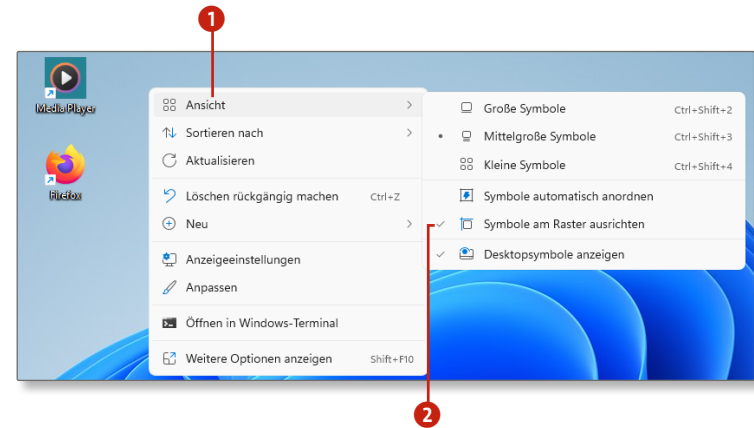 1
Media Player
Firefox
Ansicht
Sortieren nach
Aktualisieren
Löschen rückgängig machen Ctrl+Z
Neu
Anzeigeeinstellungen
Anpassen
Öffnen in Windows-Terminal
Weitere Optionen anzeigen Shift+F10
Große Symbole Ctrl+Shift+2
Mittelgroße Symbole Ctrl+Shift+3
Kleine Symbole Ctrl+Shift+4
Symbole automatisch anordnen
Symbole am Raster ausrichten
Desktopsymbole anzeigen
2